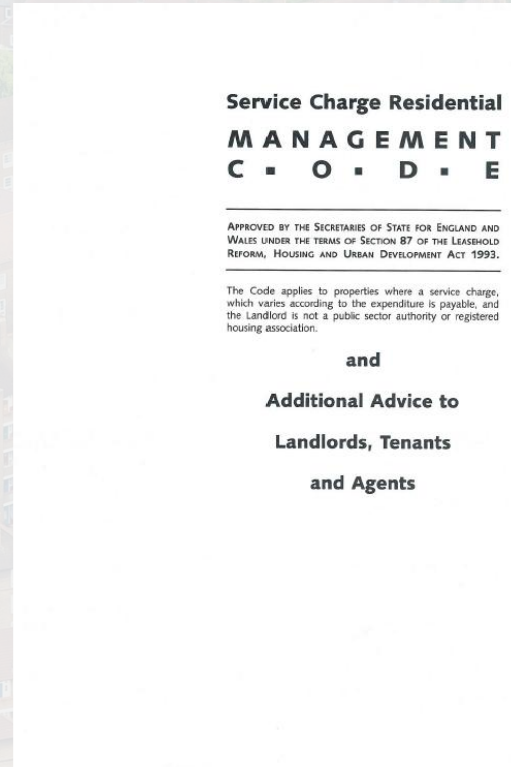 Service Charge Residential
MANAGEMENT
C ▪ O ▪ D ▪ E
APPROVED BY THE SECRETARIES OF STATE FOR ENGLAND AND
WALES UNDER THE TERMS OF SECTION 87 OF THE LEASEHOLD
REFORM, HOUSING AND URBAN DEVELOPMENT ACT 1993.
The Code applies to properties where a service charge,
which varies according to the expenditure is payable, and
the Landlord is not a public sector authority or registered
housing association.
and
Additional Advice to
Landlords, Tenants
and Agents